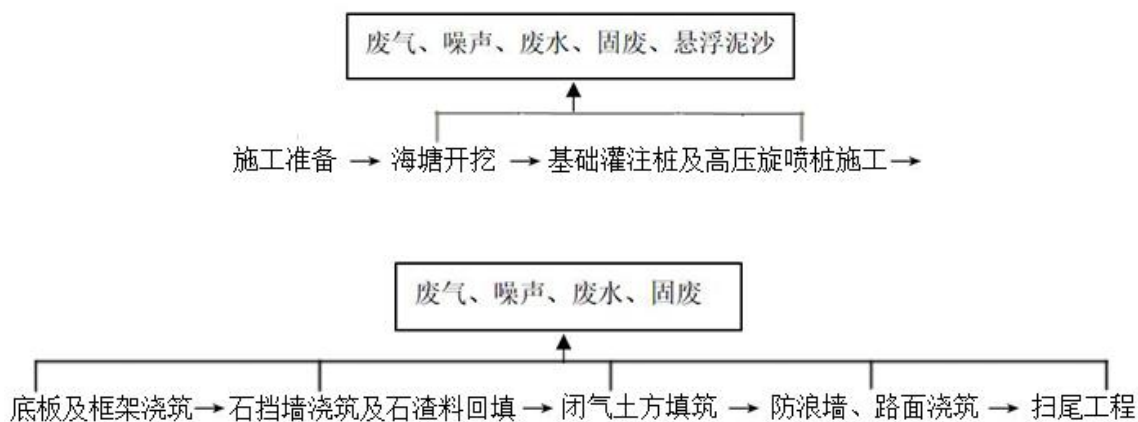 废气、噪声、废水、固废、悬浮泥沙
施工准备 → 海塘开挖 → 基础灌注桩及高压旋喷桩施工 →
废气、噪声、废水、固废
底板及框架浇筑 → 石挡墙浇筑及石渣料回填 → 闭气土方填筑 → 防浪墙、路面浇筑 → 扫尾工程